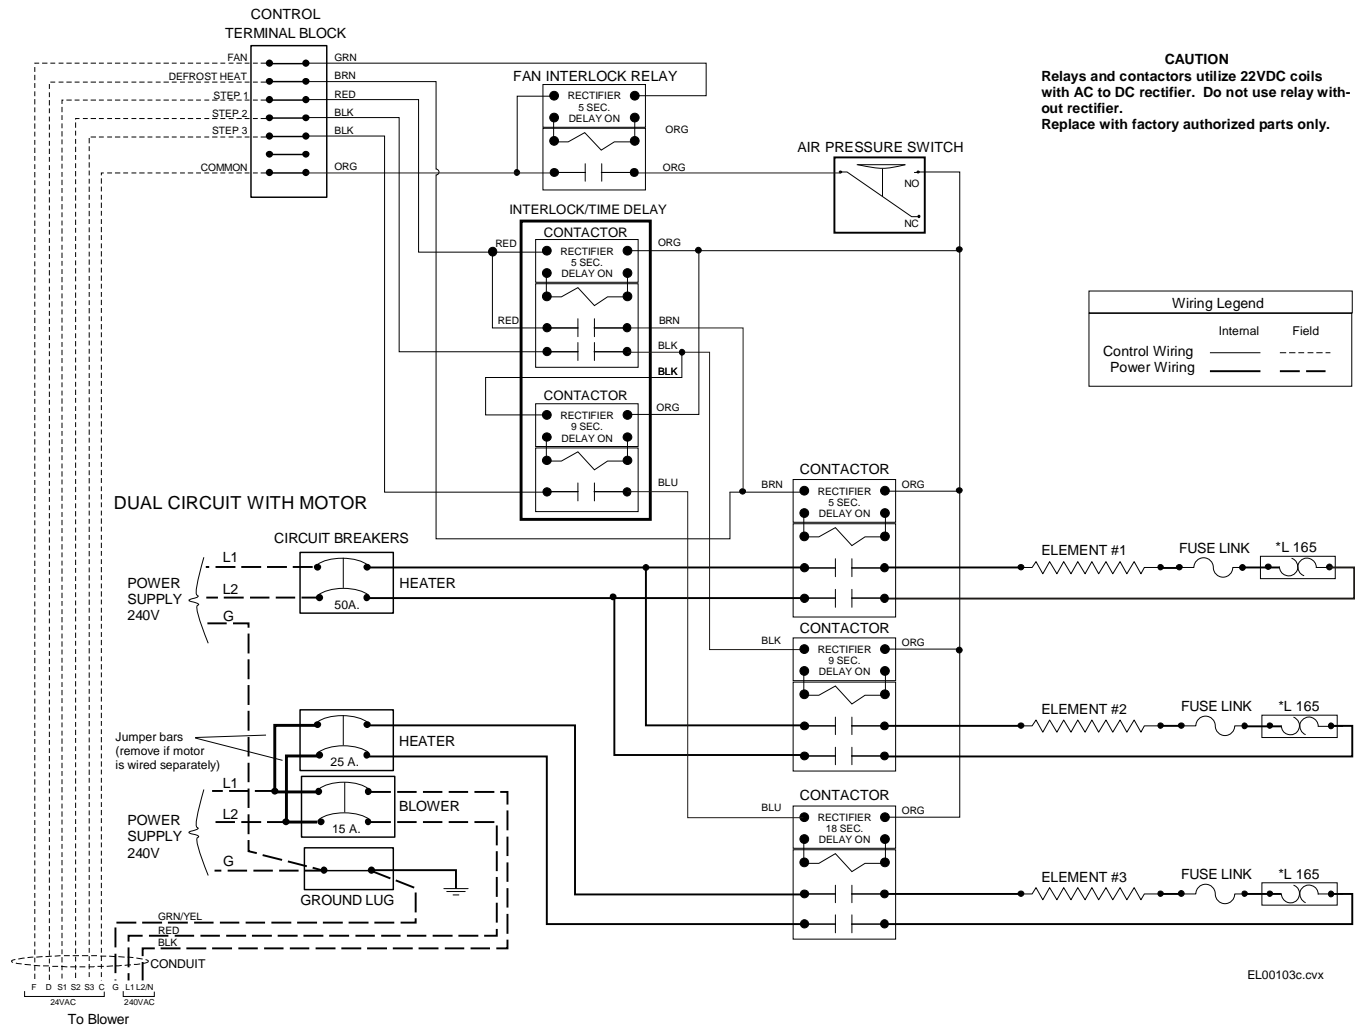 CONTROL
TERMINAL BLOCK
FAN
DEFROST HEAT
STEP 1
STEP 2
STEP 3
COMMON
GRN
BRN
RED
BLK
BLK
ORG
FAN INTERLOCK RELAY
RECTIFIER
5 SEC.
DELAY ON
ORG
ORG
AIR PRESSURE SWITCH
NO
NC
CAUTION
Relays and contactors utilize 22VDC coils
with AC to DC rectifier. Do not use relay with-
out rectifier.
Replace with factory authorized parts only.
INTERLOCK/TIME DELAY
CONTACTOR
RED
RECTIFIER
5 SEC.
DELAY ON
ORG
RED
BRN
BLK
BLK
CONTACTOR
RECTIFIER
9 SEC.
DELAY ON
ORG
BLU
Wiring Legend
Internal
Field
Control Wiring
Power Wiring
DUAL CIRCUIT WITH MOTOR
CIRCUIT BREAKERS
L1
POWER
SUPPLY
240V
L2
G
HEATER
50A.
CONTACTOR
BRN
RECTIFIER
5 SEC.
DELAY ON
ORG
ELEMENT #1
FUSE LINK
*L 165
CONTACTOR
BLK
RECTIFIER
9 SEC.
DELAY ON
ORG
ELEMENT #2
FUSE LINK
*L 165
Jumper bars
(remove if motor
is wired separately)
HEATER
25 A.
L1
POWER
SUPPLY
240V
L2
G
BLOWER
15 A.
GROUND LUG
CONTACTOR
BLU
RECTIFIER
18 SEC.
DELAY ON
ORG
ELEMENT #3
FUSE LINK
*L 165
GRN/YEL
RED
BLK
CONDUIT
F D S1 S2 S3 C G L1 L2/N
24VAC 240VAC
To Blower
EL00103c.cvx